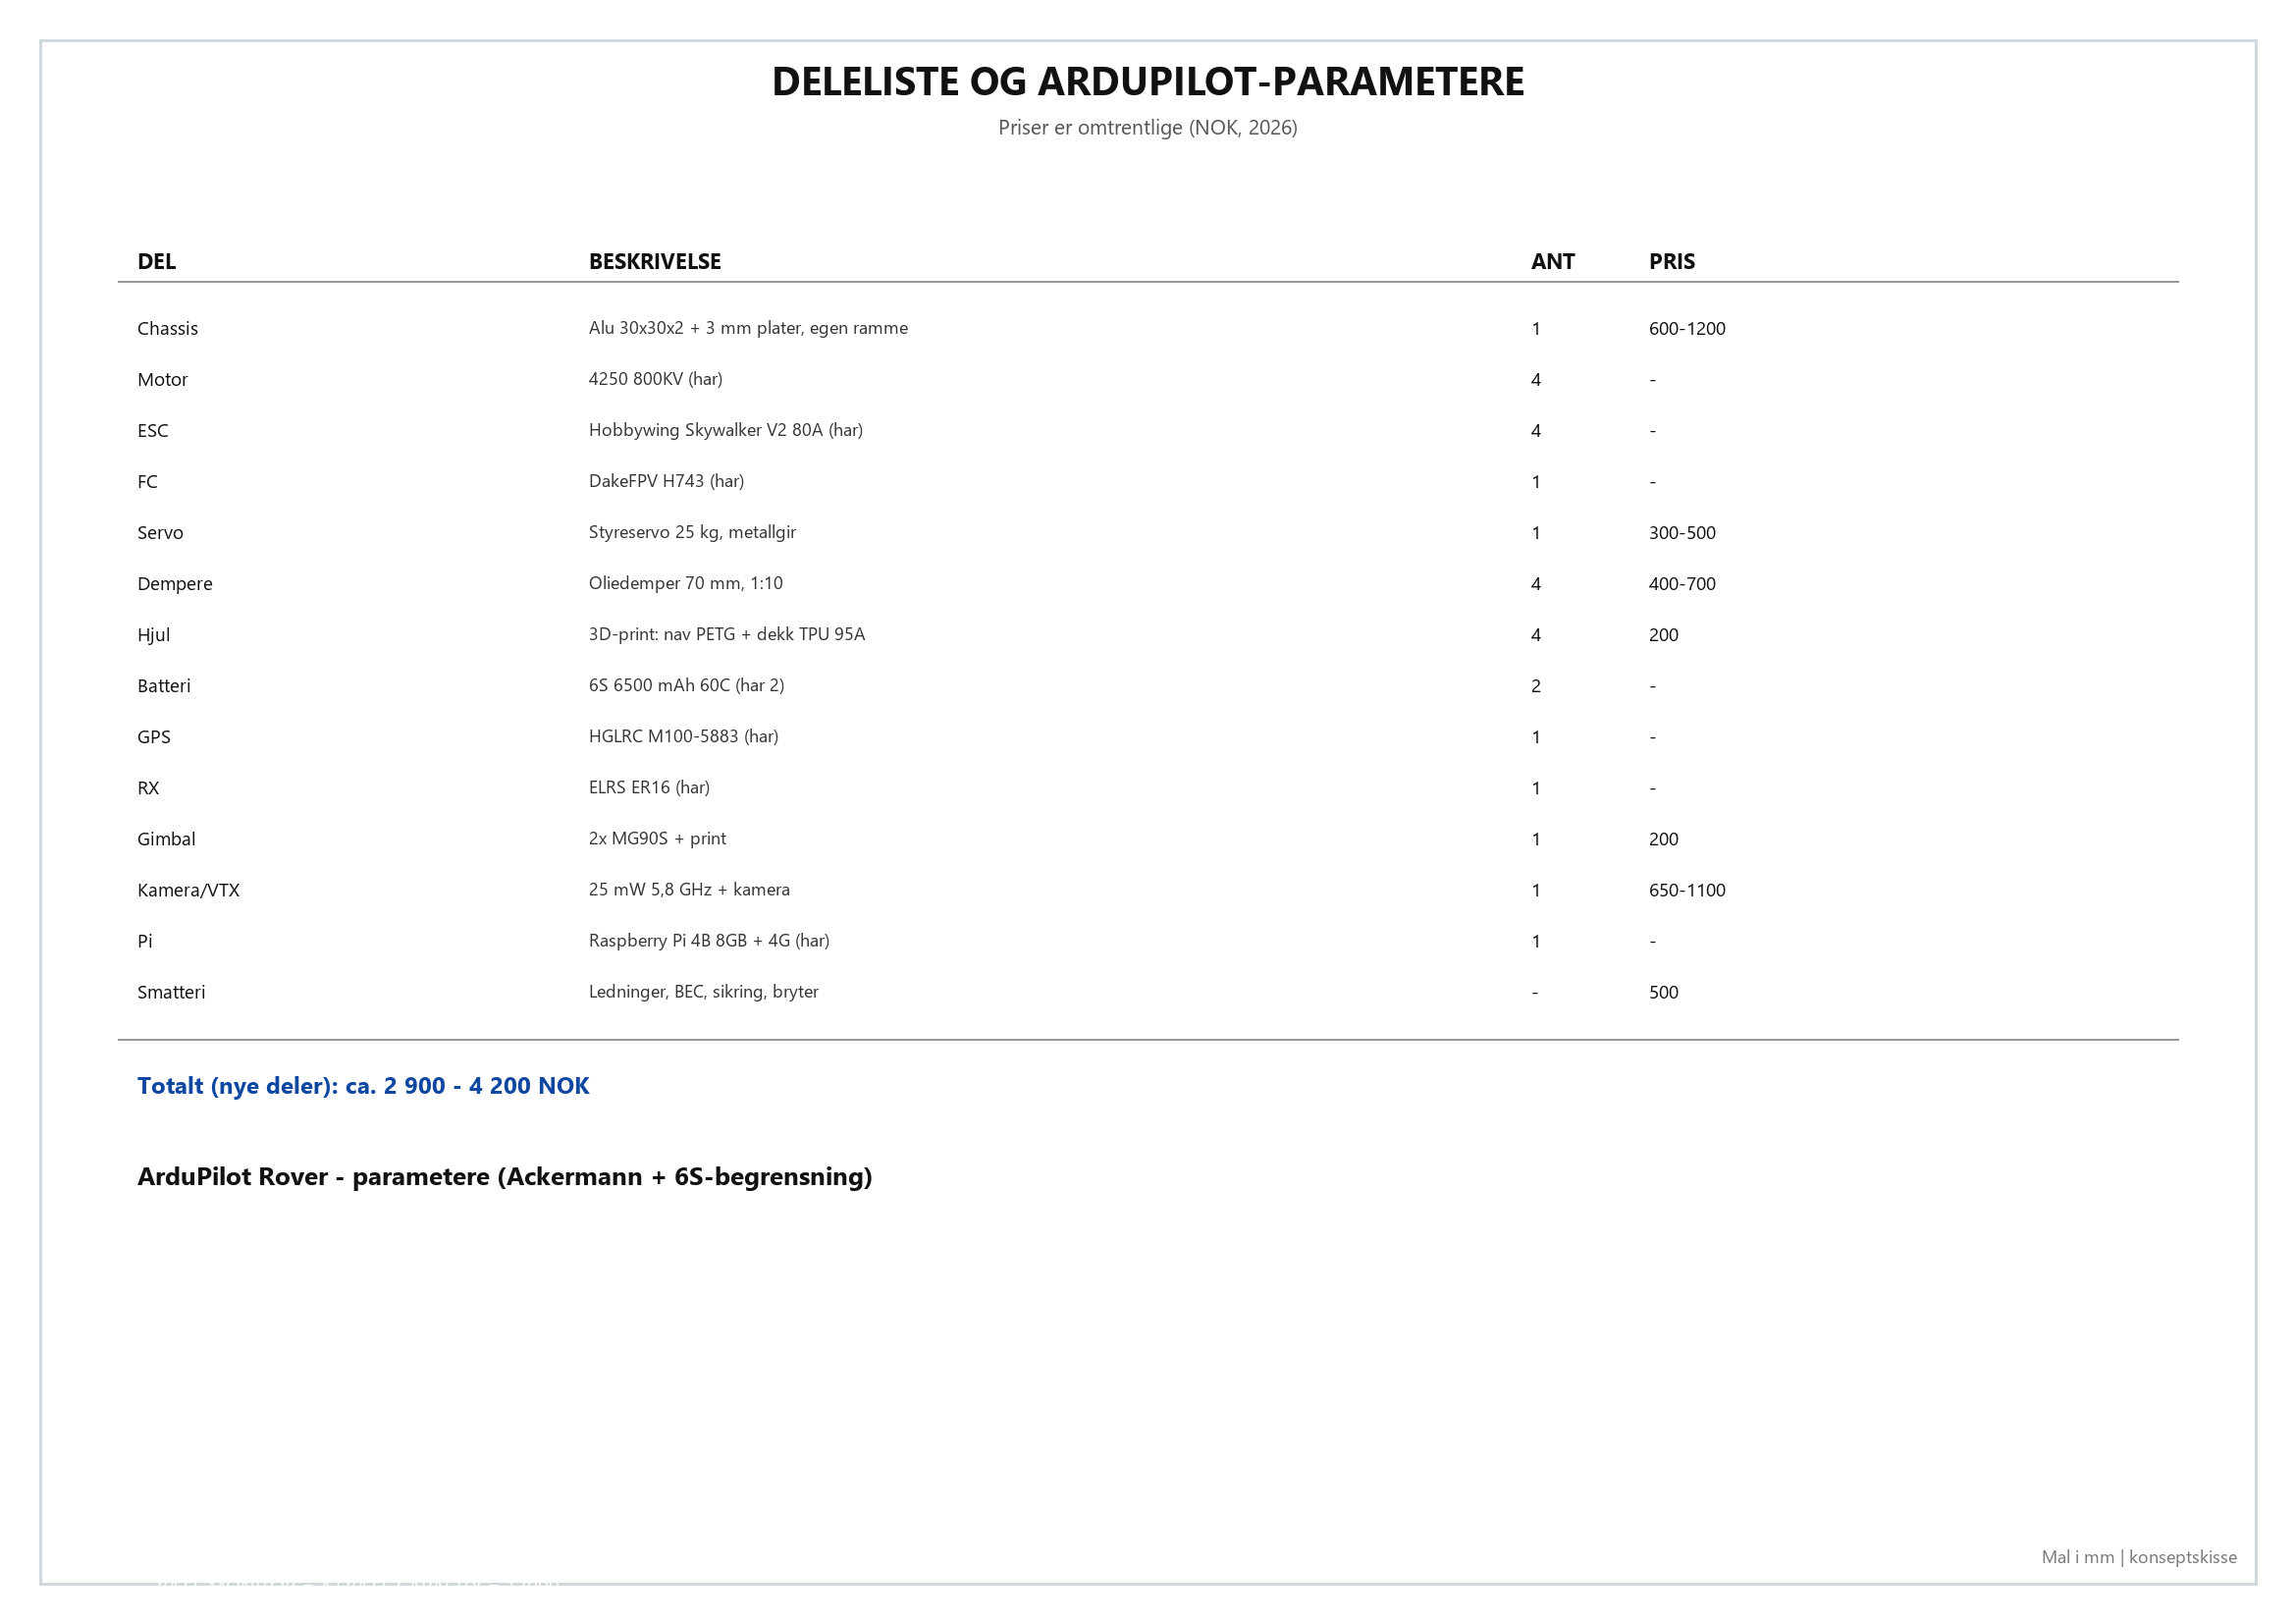 DELELISTE OG ARDUPILOT-PARAMETERE
Priser er omtrentlige (NOK, 2026)
DEL BESKRIVELSE ANT PRIS
Chassis Alu 30x30x2 + 3 mm plater, egen ramme 1 600-1200
Motor 4250 800KV (har) 4 -
ESC Hobbywing Skywalker V2 80A (har) 4 -
FC DakeFPV H743 (har) 1 -
Servo Styreservo 25 kg, metallgir 1 300-500
Dempere Oliedemper 70 mm, 1:10 4 400-700
Hjul 3D-print: nav PETG + dekk TPU 95A 4 200
Batteri 6S 6500 mAh 60C (har 2) 2 -
GPS HGLRC M100-5883 (har) 1 -
RX ELRS ER16 (har) 1 -
Gimbal 2x MG90S + print 1 200
Kamera/VTX 25 mW 5,8 GHz + kamera 1 650-1100
Pi Raspberry Pi 4B 8GB + 4G (har) 1 -
Smatteri Ledninger, BEC, sikring, bryter - 500
Totalt (nye deler): ca. 2 900 - 4 200 NOK
ArduPilot Rover - parametere (Ackermann + 6S-begrensning)
Mal i mm | konseptskisse